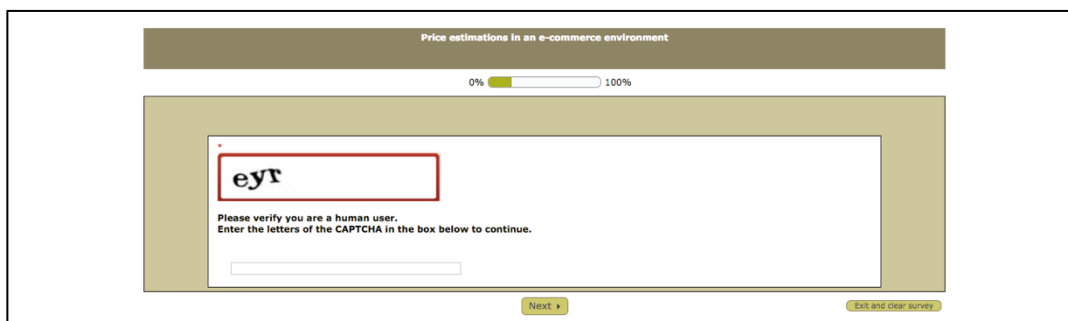 Price estimations in an e-commerce environment
0% 100%
*
eyr
Please verify you are a human user.
Enter the letters of the CAPTCHA in the box below to continue.
Next
Exit and clear survey